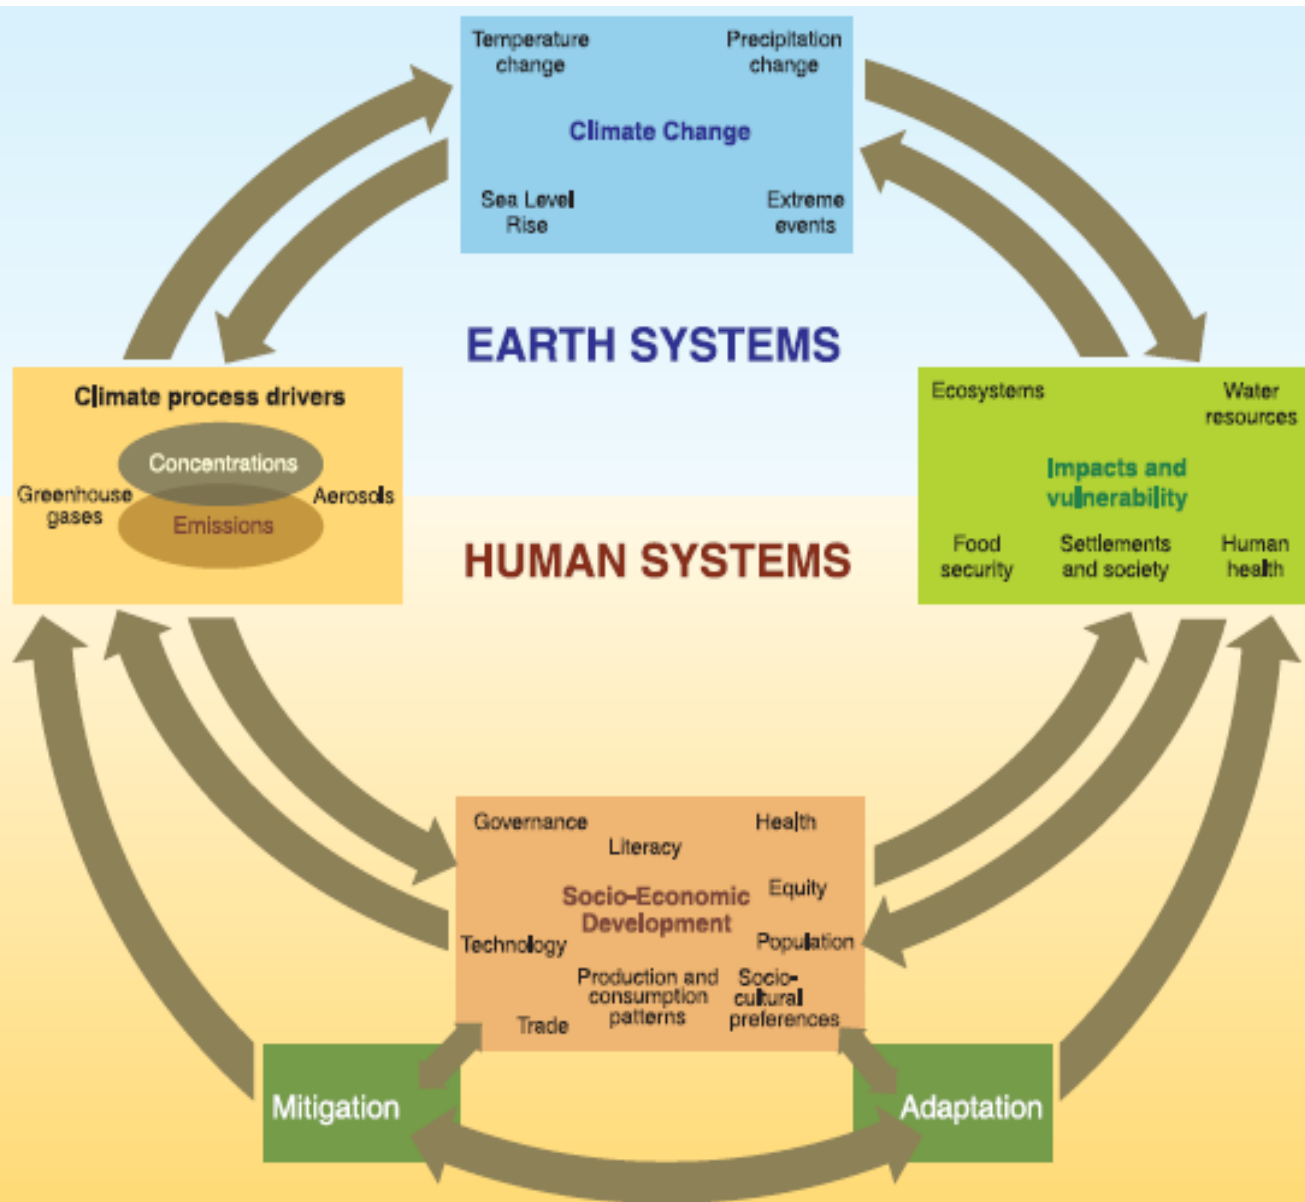 Temperature
change
Precipitation
change
Climate Change
Sea Level
Rise
Extreme
events
EARTH SYSTEMS
Climate process drivers
Concentrations
Greenhouse
gases
Aerosols
Emissions
Ecosystems
Water
resources
Impacts and
vulnerability
Food
security
Settlements
and society
Human
health
HUMAN SYSTEMS
Governance
Literacy
Health
Socio-Economic
Development
Equity
Technology
Population
Production and
consumption
patterns
Socio-
cultural
preferences
Trade
Mitigation
Adaptation